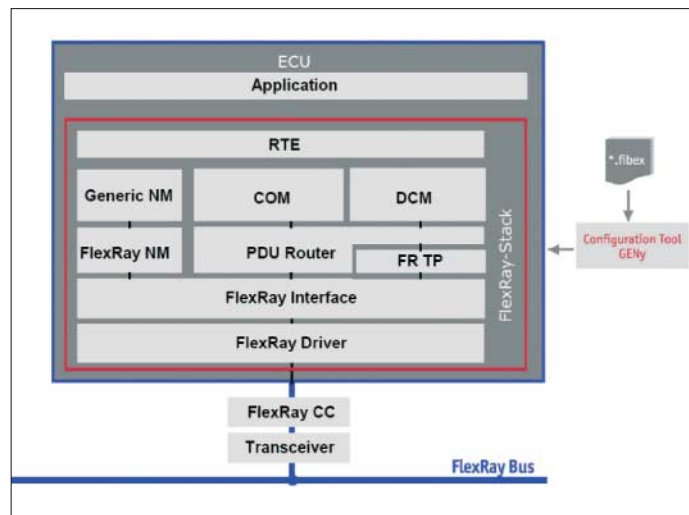 ECU
Application
RTE
Generic NM
COM
DCM
FlexRay NM
PDU Router
FR TP
FlexRay Interface
FlexRay Driver
FlexRay-Stack
*.fibex
Configuration Tool
GENy
FlexRay CC
Transceiver
FlexRay Bus